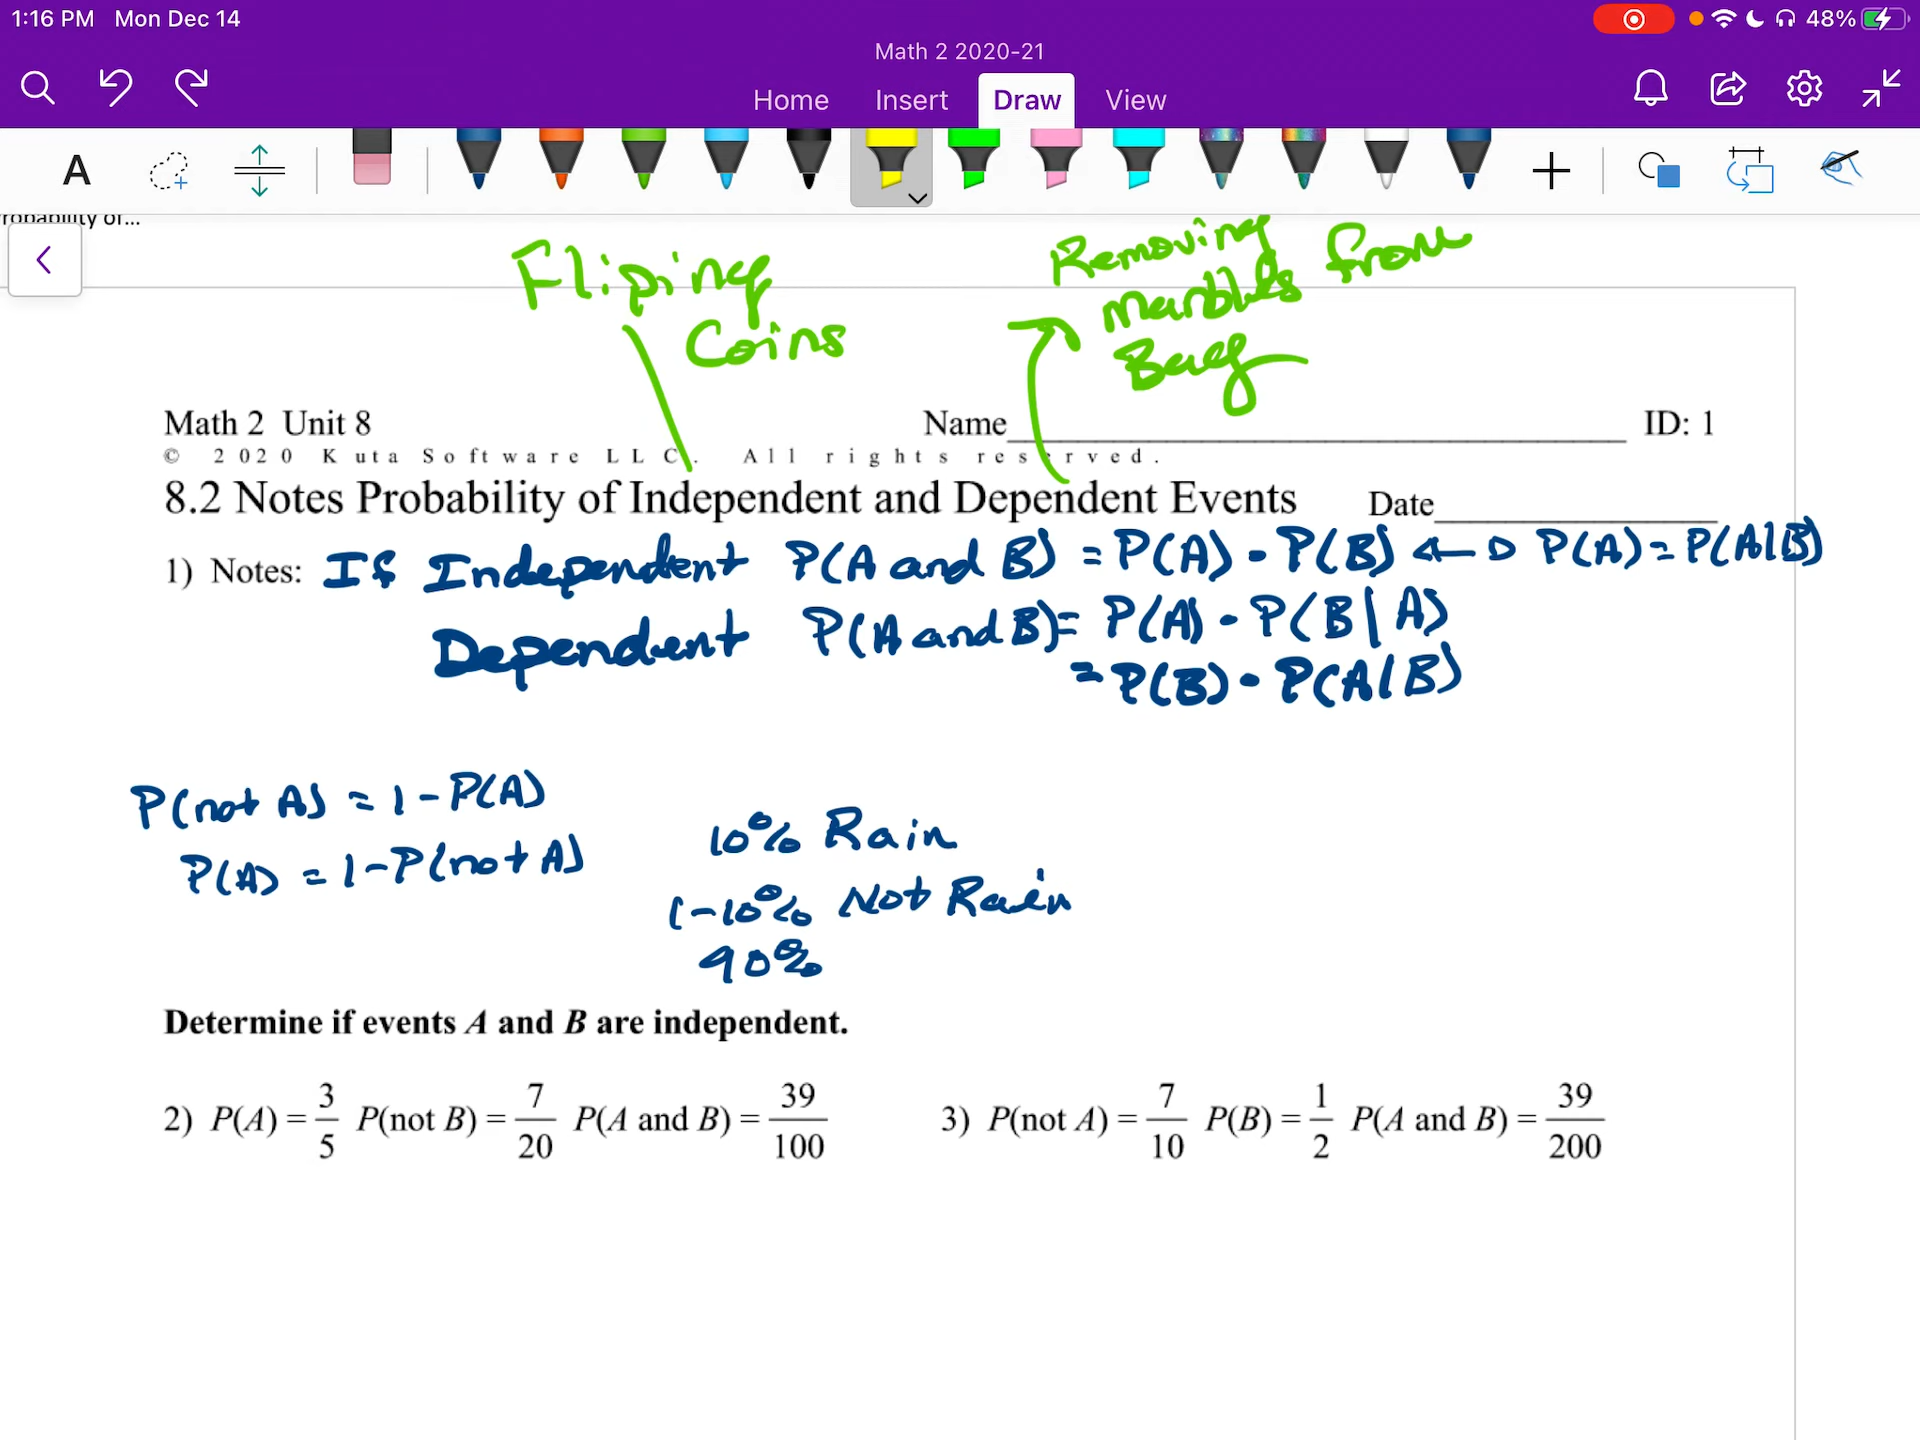 1:16 PM Mon Dec 14
48%
Math 2 2020-21
Home Insert Draw View
A
Probability of...
Fliping Coins
Removing Marbles from Bag
Math 2 Unit 8
Name
ID: 1
© 2020 Kuta Software LLC. All rights reserved.
8.2 Notes Probability of Independent and Dependent Events Date
1) Notes: If Independent P(A and B) = P(A) • P(B) ↔ P(A) = P(A|B)
Dependent P(A and B) = P(A) • P(B|A)
= P(B) • P(A|B)
P(not A) = 1 - P(A)
P(A) = 1 - P(not A)
10% Rain
1-10% Not Rain
90%
Determine if events A and B are independent.
2) P(A) = 3/5 P(not B) = 7/20 P(A and B) = 39/100
3) P(not A) = 7/10 P(B) = 1/2 P(A and B) = 39/200